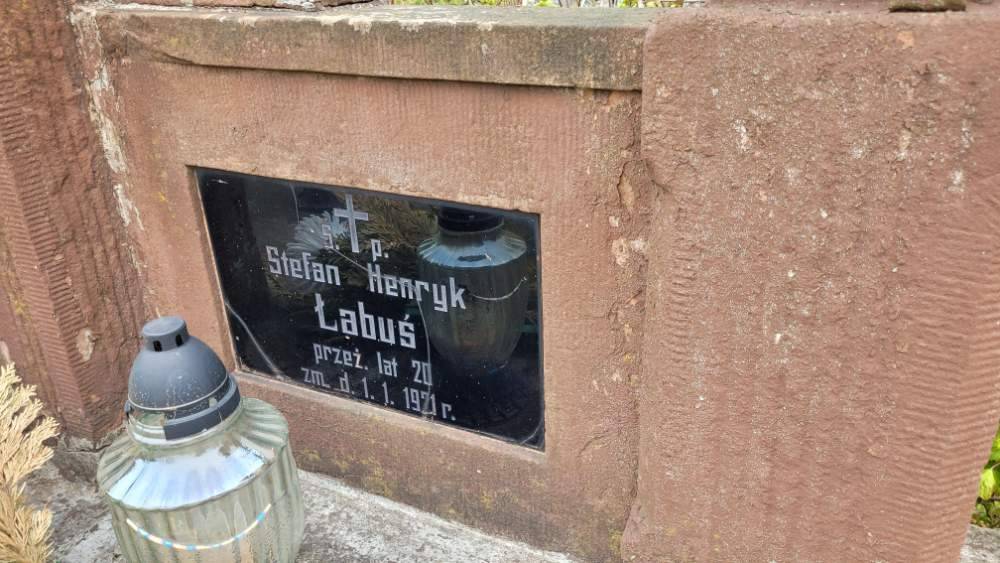 ś. p.
Stefan Henryk
Łabuś
przeż. lat 20
zm. d. 1. 1. 1921 r.